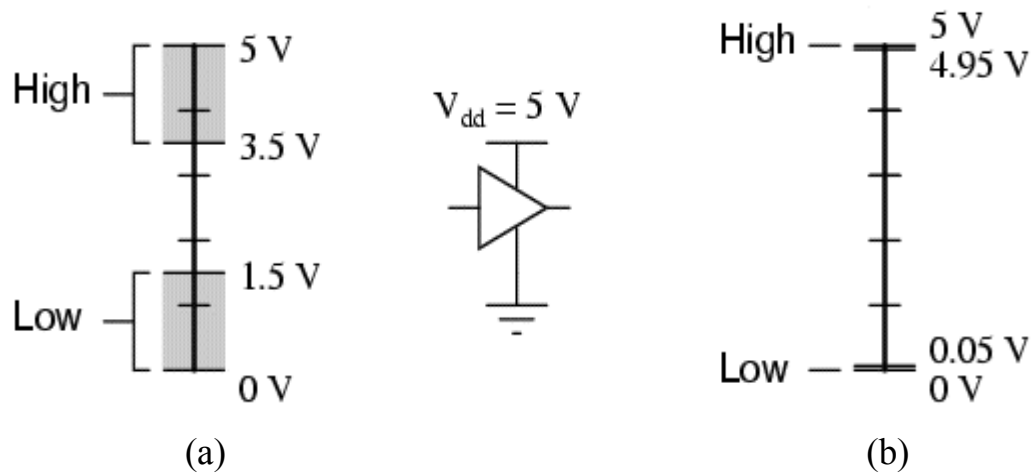 High
5 V
3.5 V
Low
1.5 V
0 V
(a)
V_dd = 5 V
High
5 V
4.95 V
Low
0.05 V
0 V
(b)